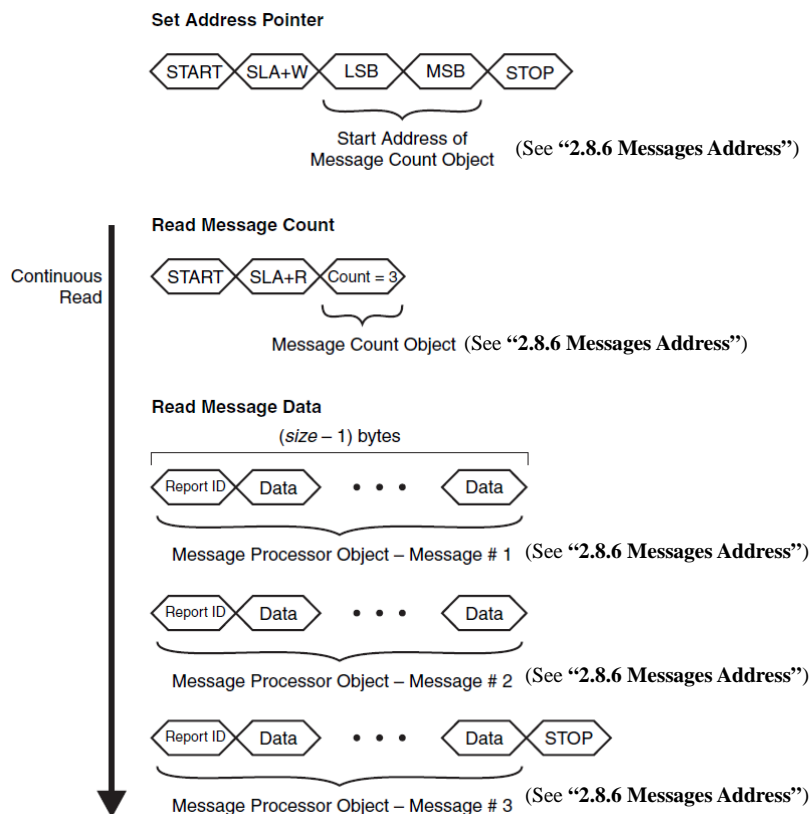 Set Address Pointer
START SLA+W LSB MSB STOP
Start Address of
Message Count Object (See “2.8.6 Messages Address”)
Read Message Count
Continuous
Read
START SLA+R Count = 3
Message Count Object (See “2.8.6 Messages Address”)
Read Message Data
(size – 1) bytes
Report ID Data • • • Data
Message Processor Object – Message # 1 (See “2.8.6 Messages Address”)
Report ID Data • • • Data
Message Processor Object – Message # 2 (See “2.8.6 Messages Address”)
Report ID Data • • • Data STOP
Message Processor Object – Message # 3 (See “2.8.6 Messages Address”)